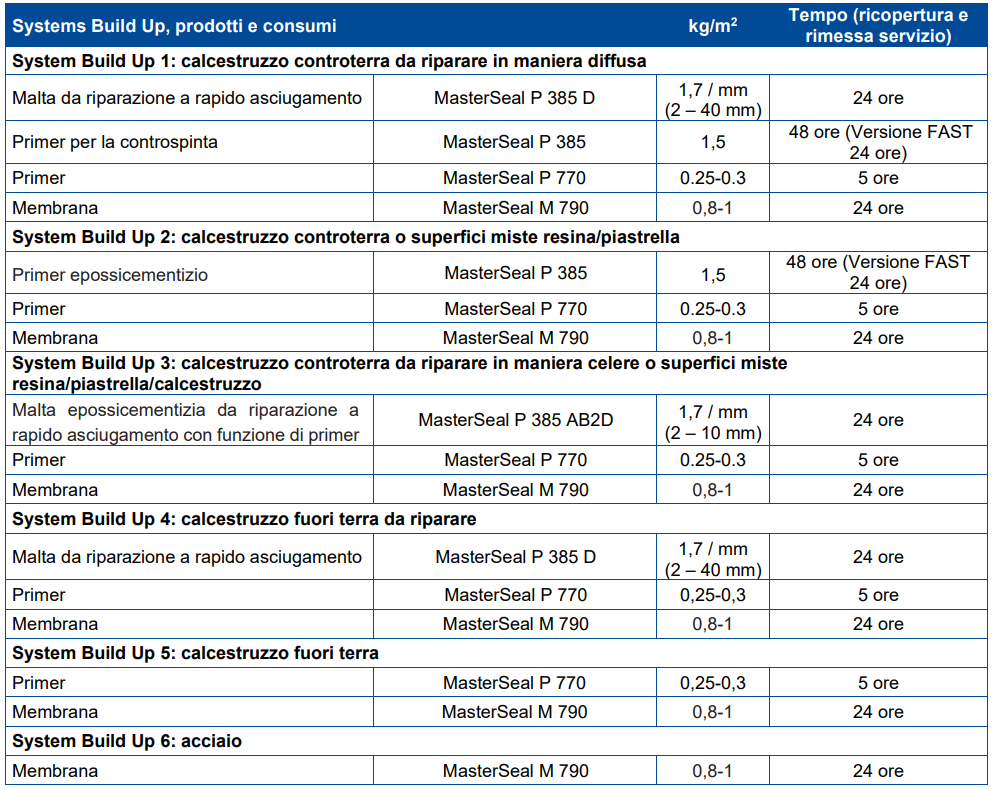 Systems Build Up, prodotti e consumi kg/m² Tempo (ricopertura e rimessa servizio)
System Build Up 1: calcestruzzo controterra da riparare in maniera diffusa
Malta da riparazione a rapido asciugamento MasterSeal P 385 D 1,7 / mm (2 – 40 mm) 24 ore
Primer per la controspinta MasterSeal P 385 1,5 48 ore (Versione FAST 24 ore)
Primer MasterSeal P 770 0.25-0.3 5 ore
Membrana MasterSeal M 790 0,8-1 24 ore
System Build Up 2: calcestruzzo controterra o superfici miste resina/piastrella
Primer epossicementizio MasterSeal P 385 1,5 48 ore (Versione FAST 24 ore)
Primer MasterSeal P 770 0.25-0.3 5 ore
Membrana MasterSeal M 790 0,8-1 24 ore
System Build Up 3: calcestruzzo controterra da riparare in maniera celere o superfici miste
resina/piastrella/calcestruzzo
Malta epossicementizia da riparazione a rapido asciugamento con funzione di primer MasterSeal P 385 AB2D 1,7 / mm (2 – 10 mm) 24 ore
Primer MasterSeal P 770 0.25-0.3 5 ore
Membrana MasterSeal M 790 0,8-1 24 ore
System Build Up 4: calcestruzzo fuori terra da riparare
Malta da riparazione a rapido asciugamento MasterSeal P 385 D 1,7 / mm (2 – 40 mm) 24 ore
Primer MasterSeal P 770 0,25-0,3 5 ore
Membrana MasterSeal M 790 0,8-1 24 ore
System Build Up 5: calcestruzzo fuori terra
Primer MasterSeal P 770 0,25-0,3 5 ore
Membrana MasterSeal M 790 0,8-1 24 ore
System Build Up 6: acciaio
Membrana MasterSeal M 790 0,8-1 24 ore